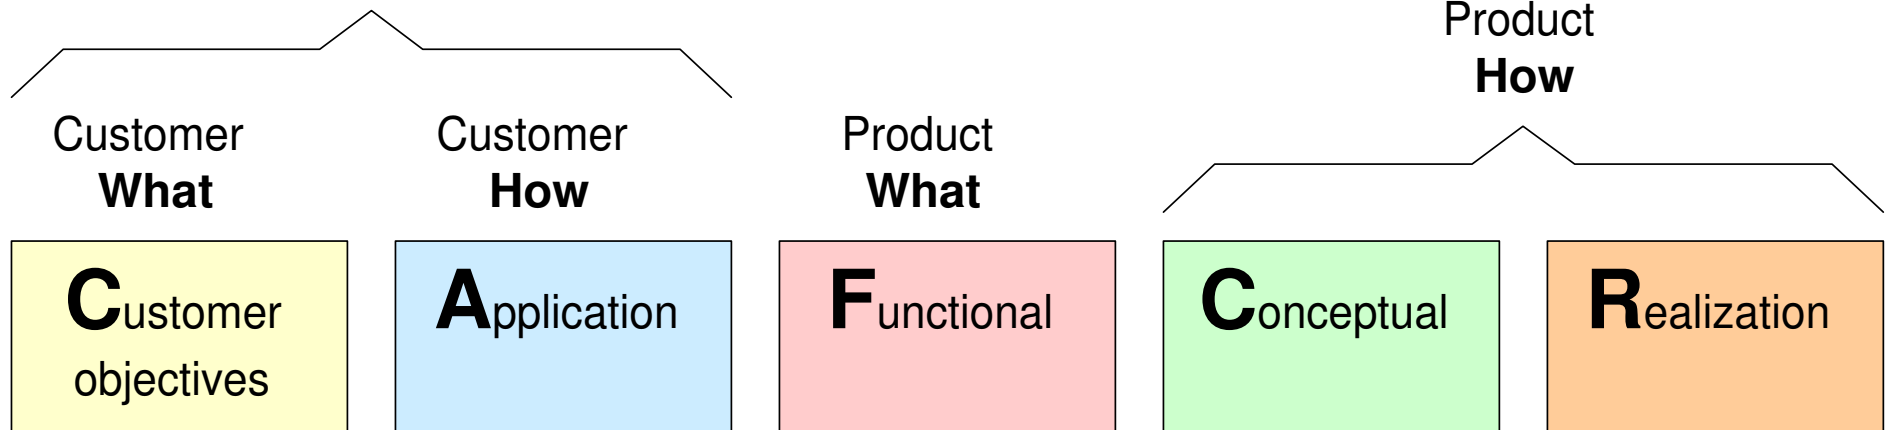 Product
How
Customer
What
Customer
How
Product
What
Customer
objectives
Application
Functional
Conceptual
Realization